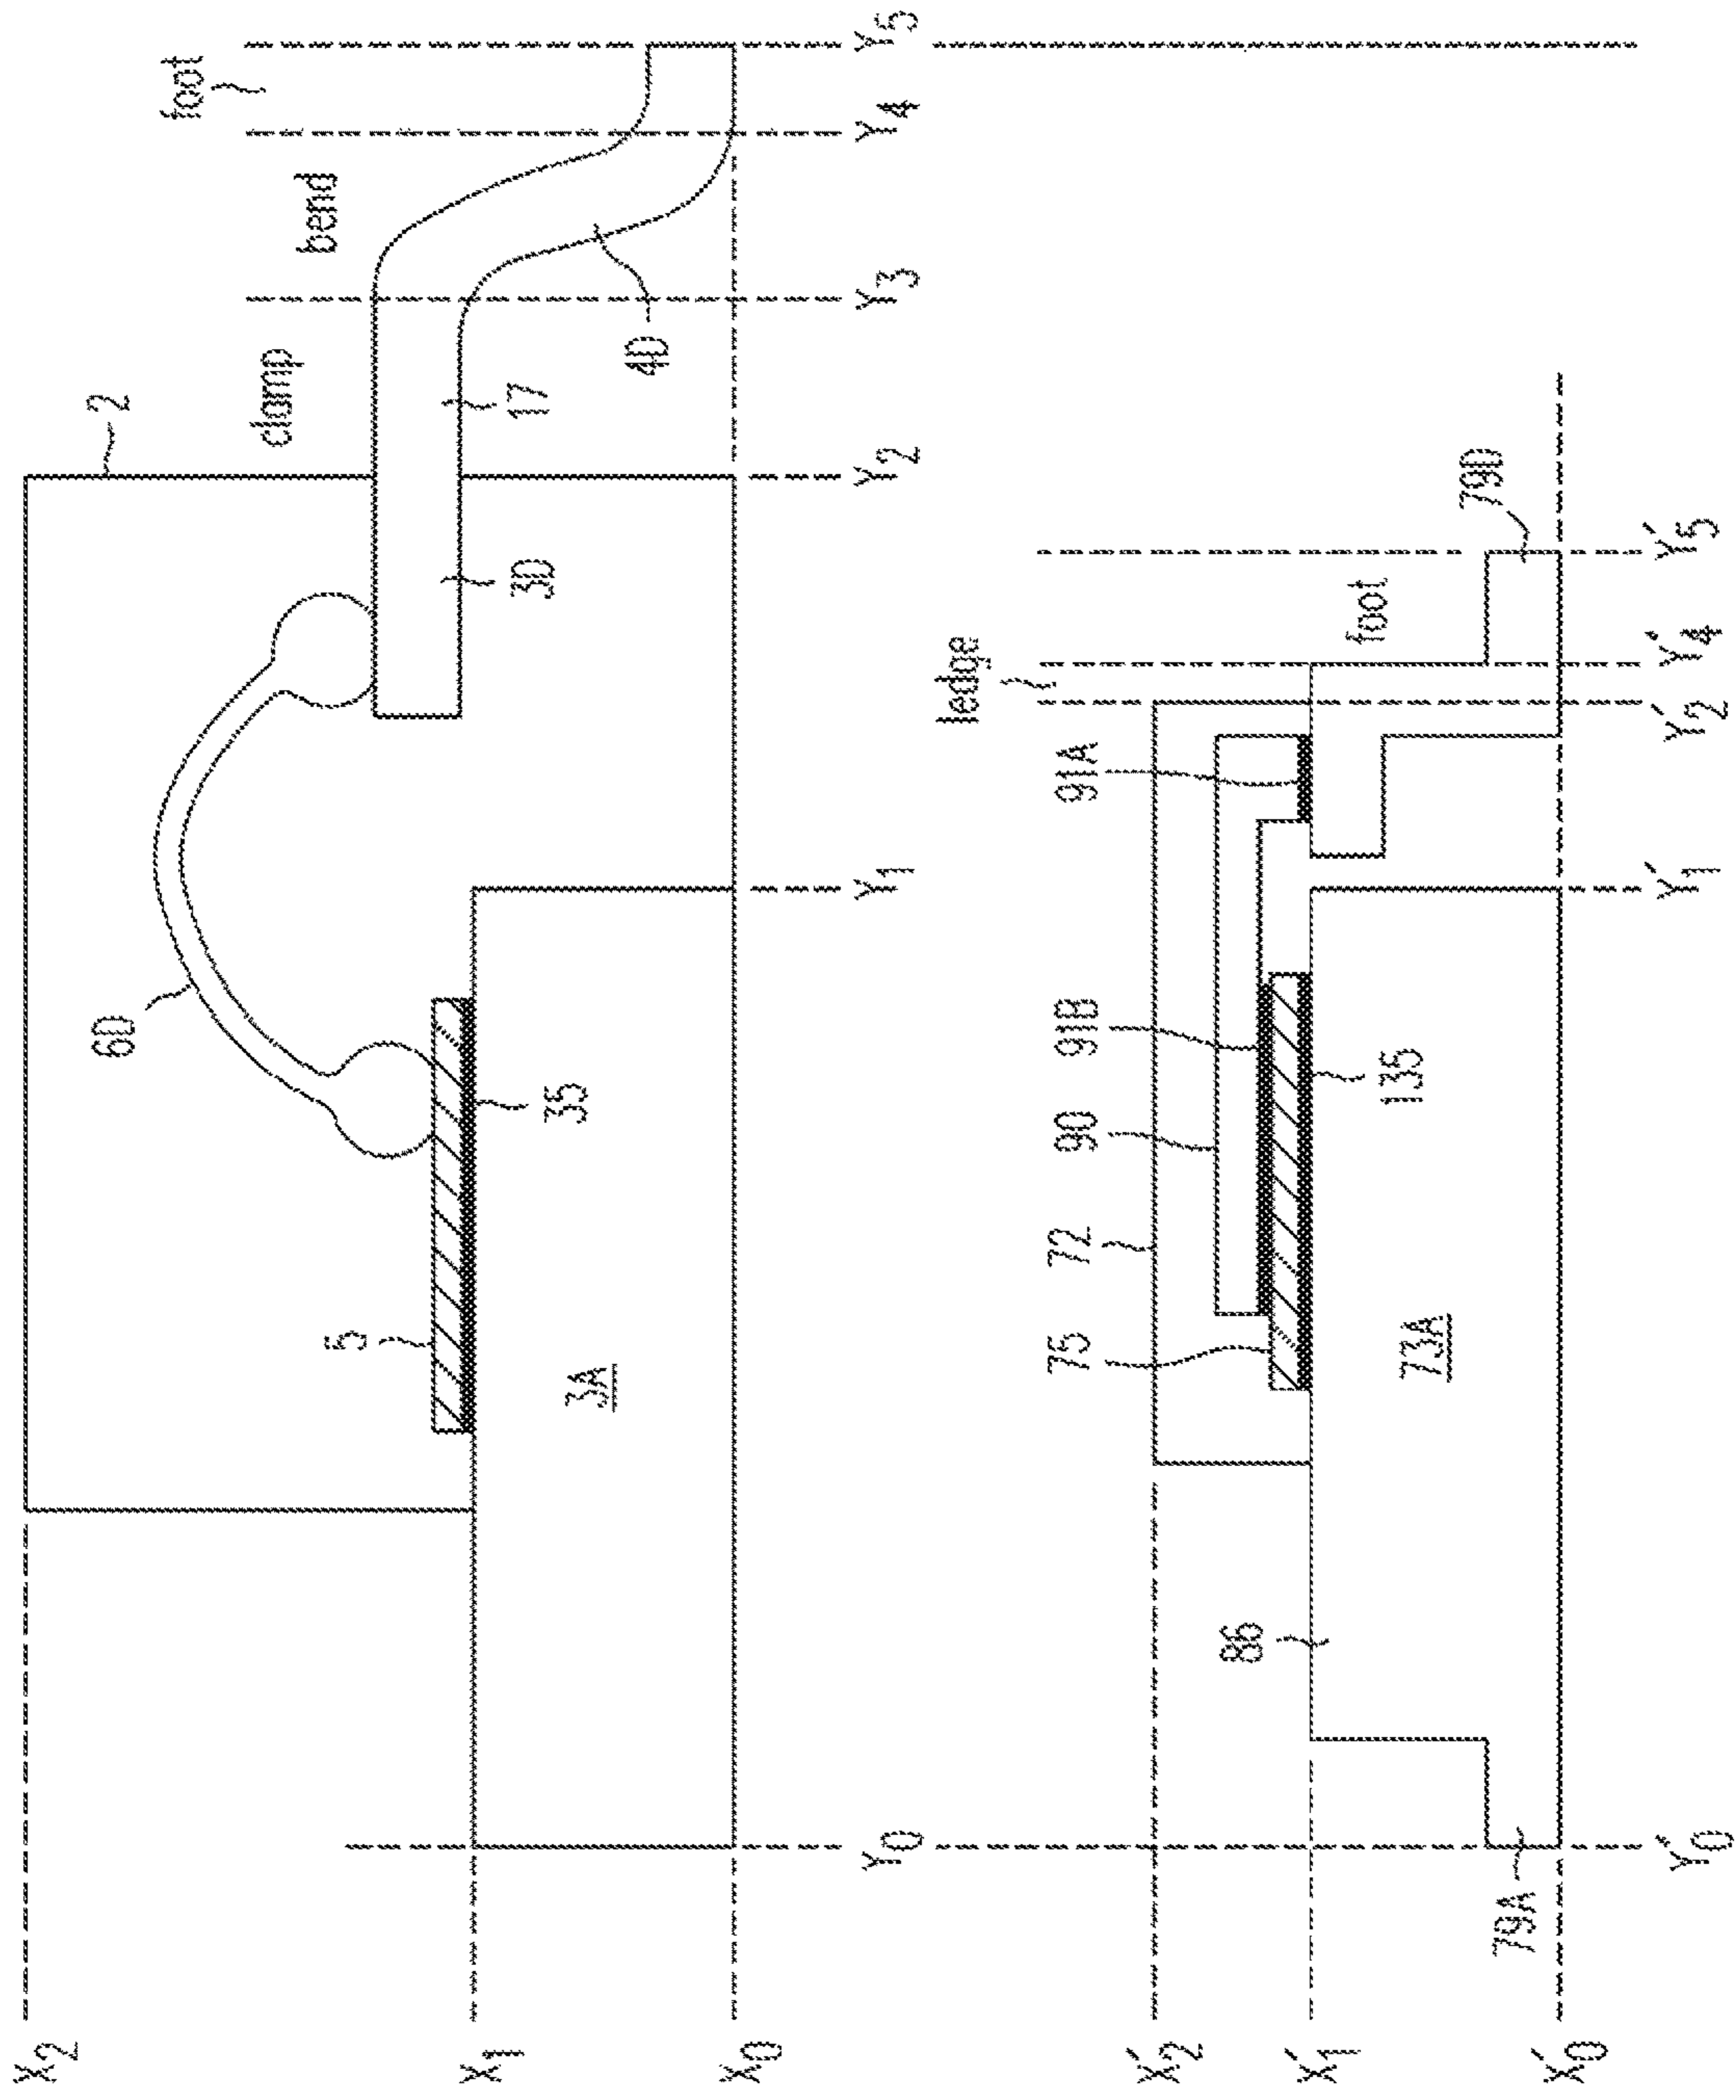 X2
X1
X0
2
6D
5
35
3A
3D
17
4D
clamp
bend
foot
Y0
Y1
Y2
Y3
Y4
Y5
X'2
X'1
X'0
86
79A
75
72
90
91B
91A
ledge
foot
79D
73A
135
Y'0
Y'1
Y'2
Y'4
Y'5